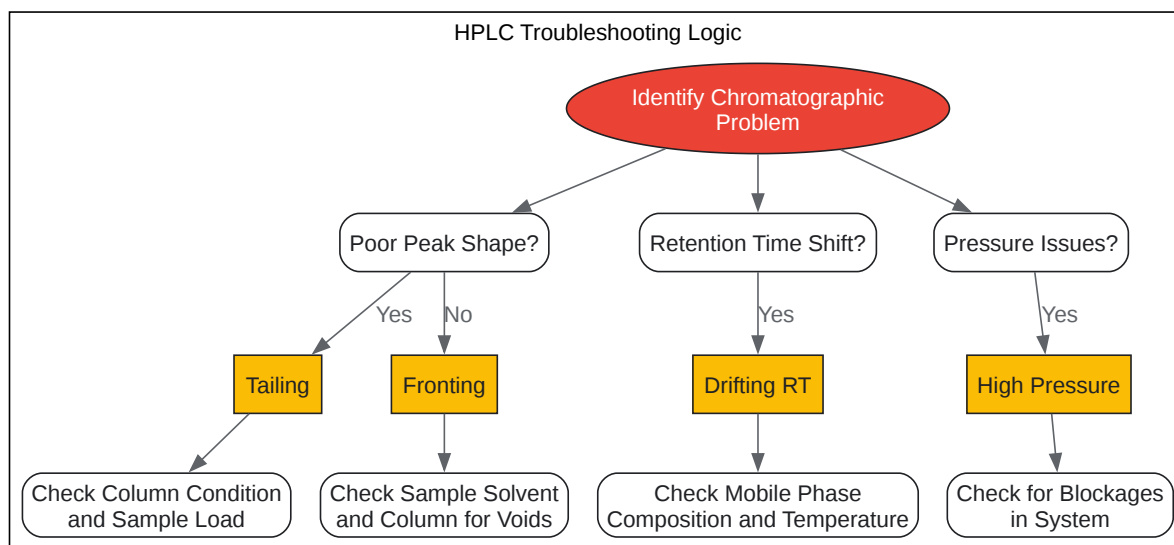 HPLC Troubleshooting Logic
Identify Chromatographic
Problem
Poor Peak Shape?
Retention Time Shift?
Pressure Issues?
Yes
No
Yes
Yes
Tailing
Fronting
Drifting RT
High Pressure
Check Column Condition
and Sample Load
Check Sample Solvent
and Column for Voids
Check Mobile Phase
Composition and Temperature
Check for Blockages
in System